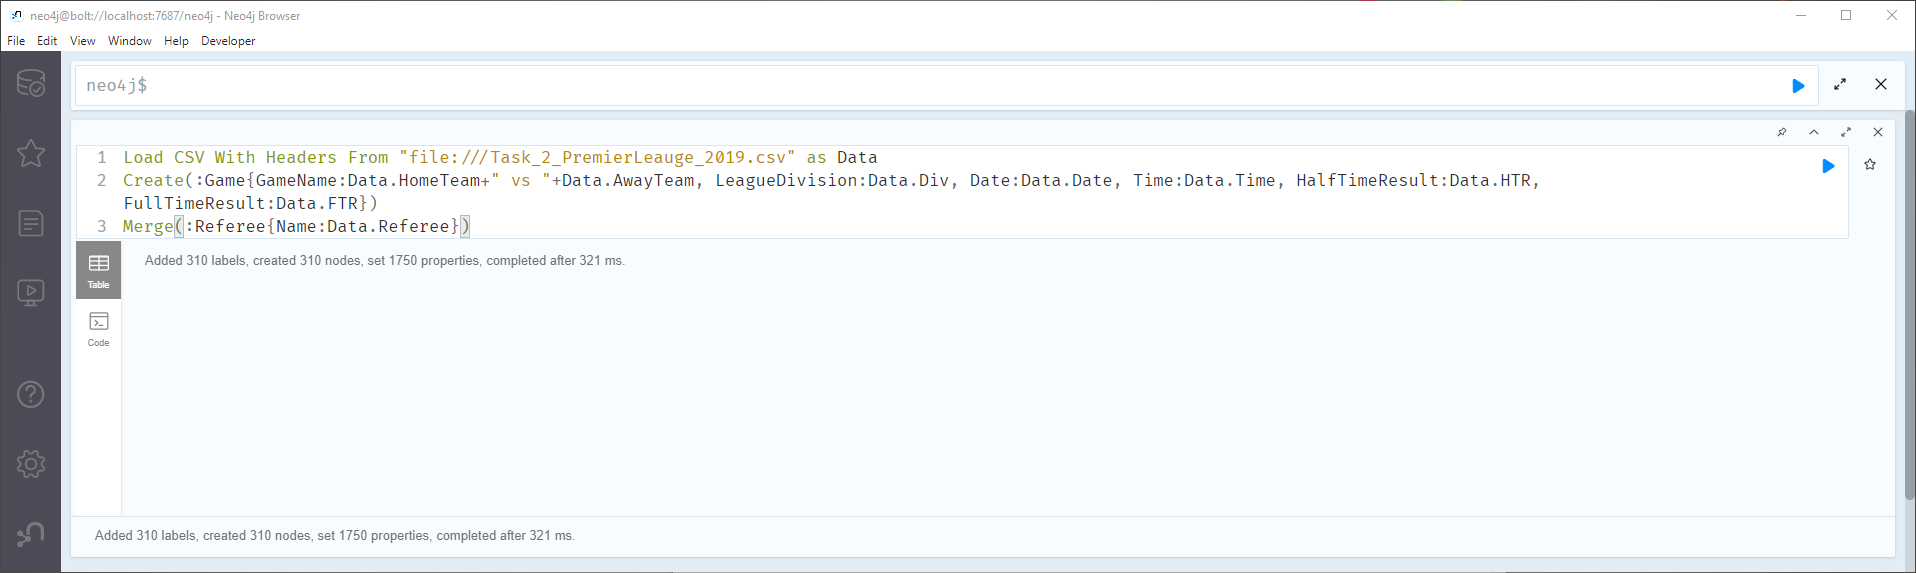 neo4j@bolt://localhost:7687/neo4j - Neo4j Browser
File Edit View Window Help Developer
neo4j$
1 Load CSV With Headers From "file:///Task_2_PremierLeauge_2019.csv" as Data
2 Create(:Game{GameName:Data.HomeTeam+" vs "+Data.AwayTeam, LeagueDivision:Data.Div, Date:Data.Date, Time:Data.Time, HalfTimeResult:Data.HTR,
FullTimeResult:Data.FTR})
3 Merge(:Referee{Name:Data.Referee})
Table
Added 310 labels, created 310 nodes, set 1750 properties, completed after 321 ms.
Code
Added 310 labels, created 310 nodes, set 1750 properties, completed after 321 ms.